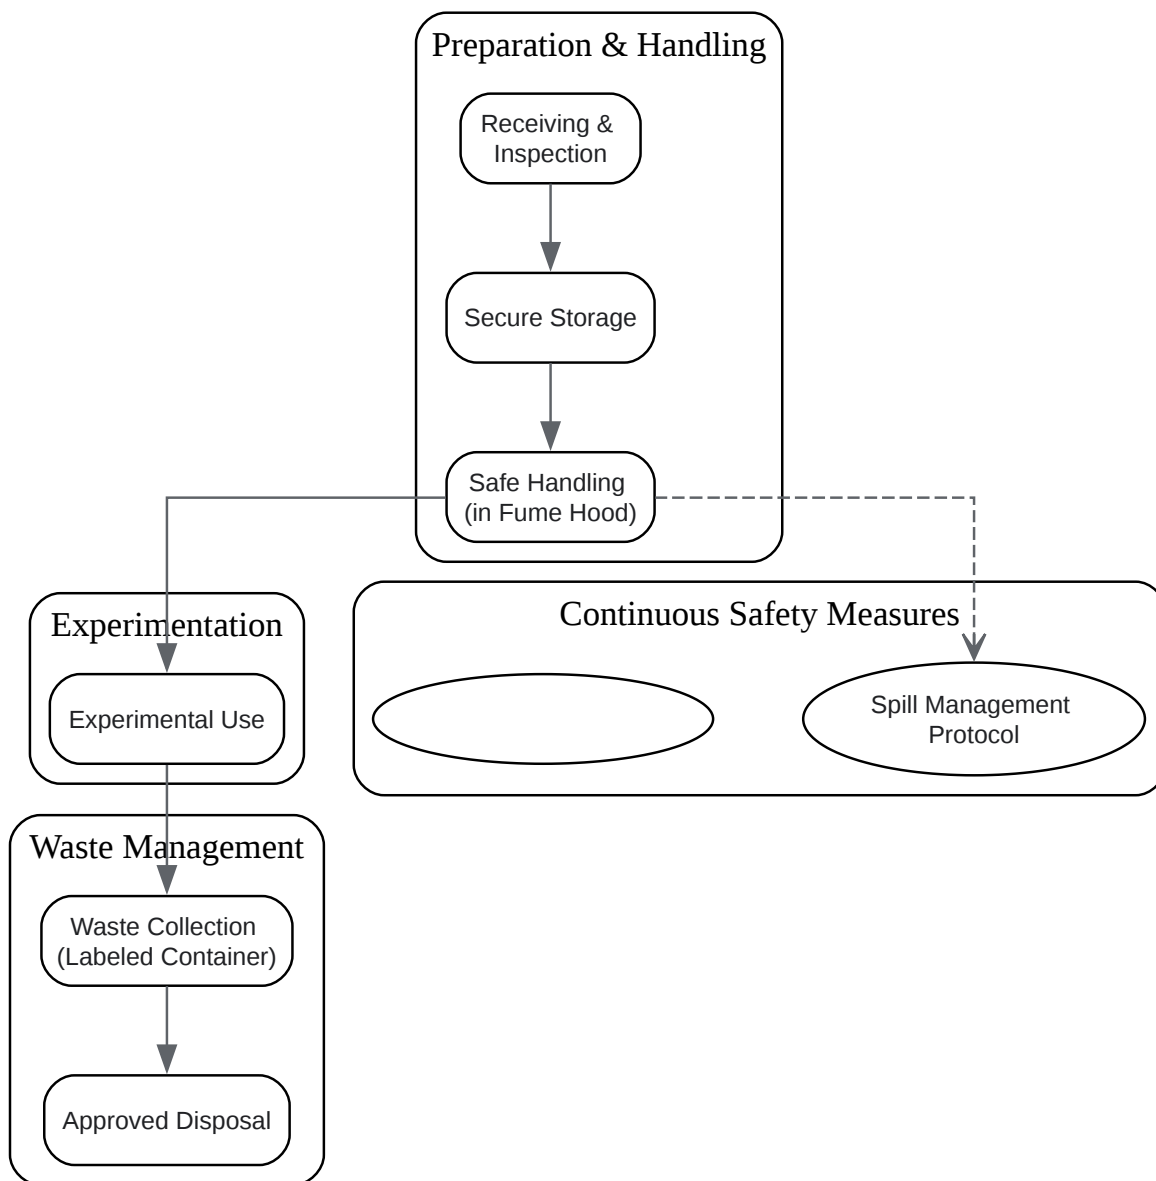 Preparation & Handling
Receiving &
Inspection
Secure Storage
Safe Handling
(in Fume Hood)
Experimentation
Experimental Use
Continuous Safety Measures
Spill Management
Protocol
Waste Management
Waste Collection
(Labeled Container)
Approved Disposal